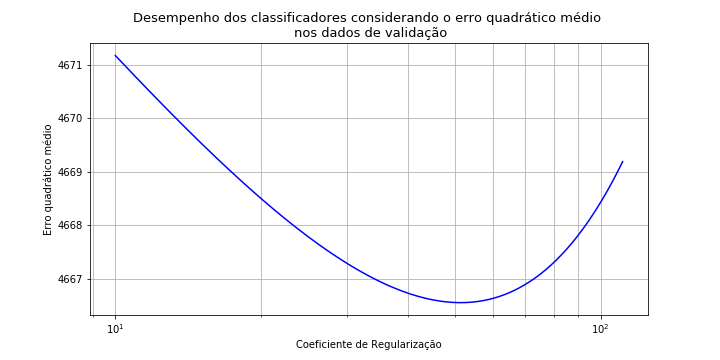 Desempenho dos classificadores considerando o erro quadrático médio
nos dados de validação
4671
4670
4669
4668
4667
Erro quadrático médio
10¹
10²
Coeficiente de Regularização